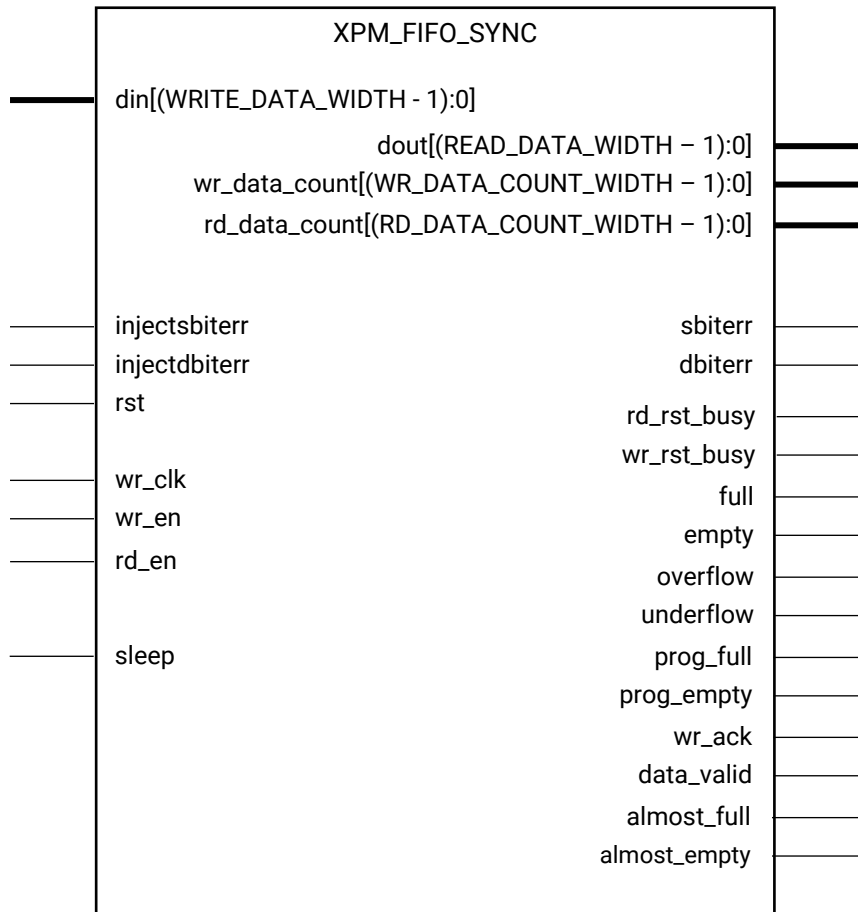 XPM_FIFO_SYNC
din[(WRITE_DATA_WIDTH - 1):0]
dout[(READ_DATA_WIDTH – 1):0]
wr_data_count[(WR_DATA_COUNT_WIDTH – 1):0]
rd_data_count[(RD_DATA_COUNT_WIDTH – 1):0]
injectsbiterr sbiterr
injectdbiterr dbiterr
rst
rd_rst_busy
wr_rst_busy
wr_clk
full
wr_en
empty
rd_en
overflow
underflow
sleep prog_full
prog_empty
wr_ack
data_valid
almost_full
almost_empty